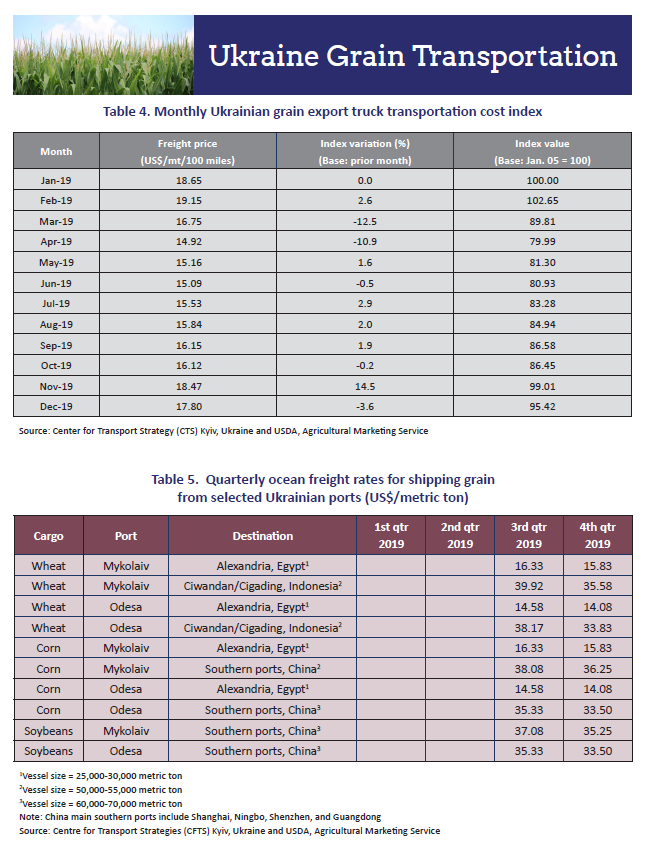 Ukraine Grain Transportation
Table 4. Monthly Ukrainian grain export truck transportation cost index
Month Freight price (US$/mt/100 miles) Index variation (%) (Base: prior month) Index value (Base: Jan. 05 = 100)
Jan-19 18.65 0.0 100.00
Feb-19 19.15 2.6 102.65
Mar-19 16.75 -12.5 89.81
Apr-19 14.92 -10.9 79.99
May-19 15.16 1.6 81.30
Jun-19 15.09 -0.5 80.93
Jul-19 15.53 2.9 83.28
Aug-19 15.84 2.0 84.94
Sep-19 16.15 1.9 86.58
Oct-19 16.12 -0.2 86.45
Nov-19 18.47 14.5 99.01
Dec-19 17.80 -3.6 95.42
Source: Center for Transport Strategy (CTS) Kyiv, Ukraine and USDA, Agricultural Marketing Service
Table 5. Quarterly ocean freight rates for shipping grain
from selected Ukrainian ports (US$/metric ton)
Cargo Port Destination 1st qtr 2019 2nd qtr 2019 3rd qtr 2019 4th qtr 2019
Wheat Mykolaiv Alexandria, Egypt¹ 16.33 15.83
Wheat Mykolaiv Ciwandan/Cigading, Indonesia² 39.92 35.58
Wheat Odesa Alexandria, Egypt¹ 14.58 14.08
Wheat Odesa Ciwandan/Cigading, Indonesia² 38.17 33.83
Corn Mykolaiv Alexandria, Egypt¹ 16.33 15.83
Corn Mykolaiv Southern ports, China² 38.08 36.25
Corn Odesa Alexandria, Egypt¹ 14.58 14.08
Corn Odesa Southern ports, China³ 35.33 33.50
Soybeans Mykolaiv Southern ports, China³ 37.08 35.25
Soybeans Odesa Southern ports, China³ 35.33 33.50
¹Vessel size = 25,000-30,000 metric ton
²Vessel size = 50,000-55,000 metric ton
³Vessel size = 60,000-70,000 metric ton
Note: China main southern ports include Shanghai, Ningbo, Shenzhen, and Guangdong
Source: Centre for Transport Strategies (CFTS) Kyiv, Ukraine and USDA, Agricultural Marketing Service